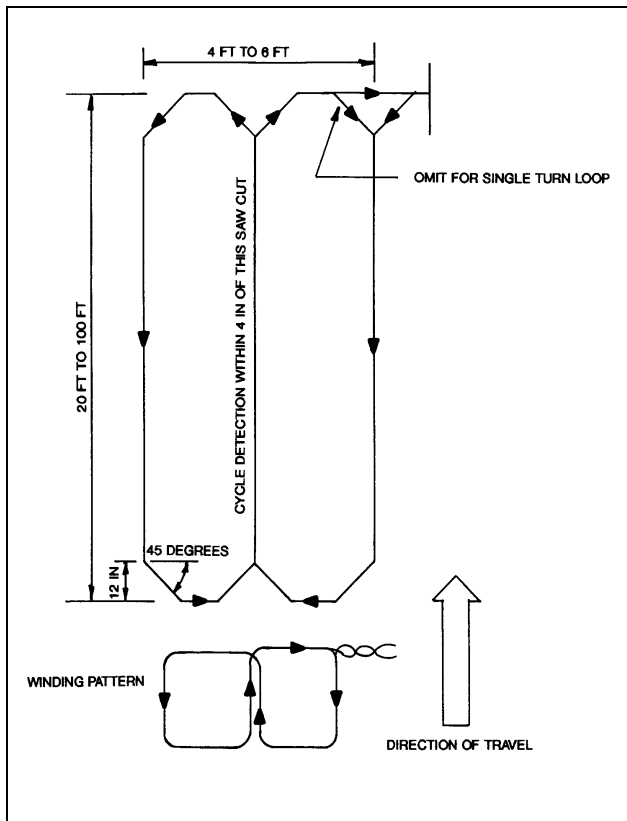 4 FT TO 6 FT
OMIT FOR SINGLE TURN LOOP
CYCLE DETECTION WITHIN 4 IN OF THIS SAW CUT
20 FT TO 100 FT
45 DEGREES
12 IN
WINDING PATTERN
DIRECTION OF TRAVEL